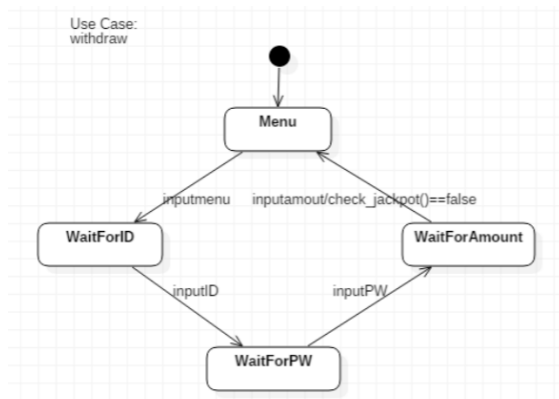 Use Case:
withdraw
Menu
inputmenu
inputamout/check_jackpot()==false
WaitForID
WaitForAmount
inputID
inputPW
WaitForPW